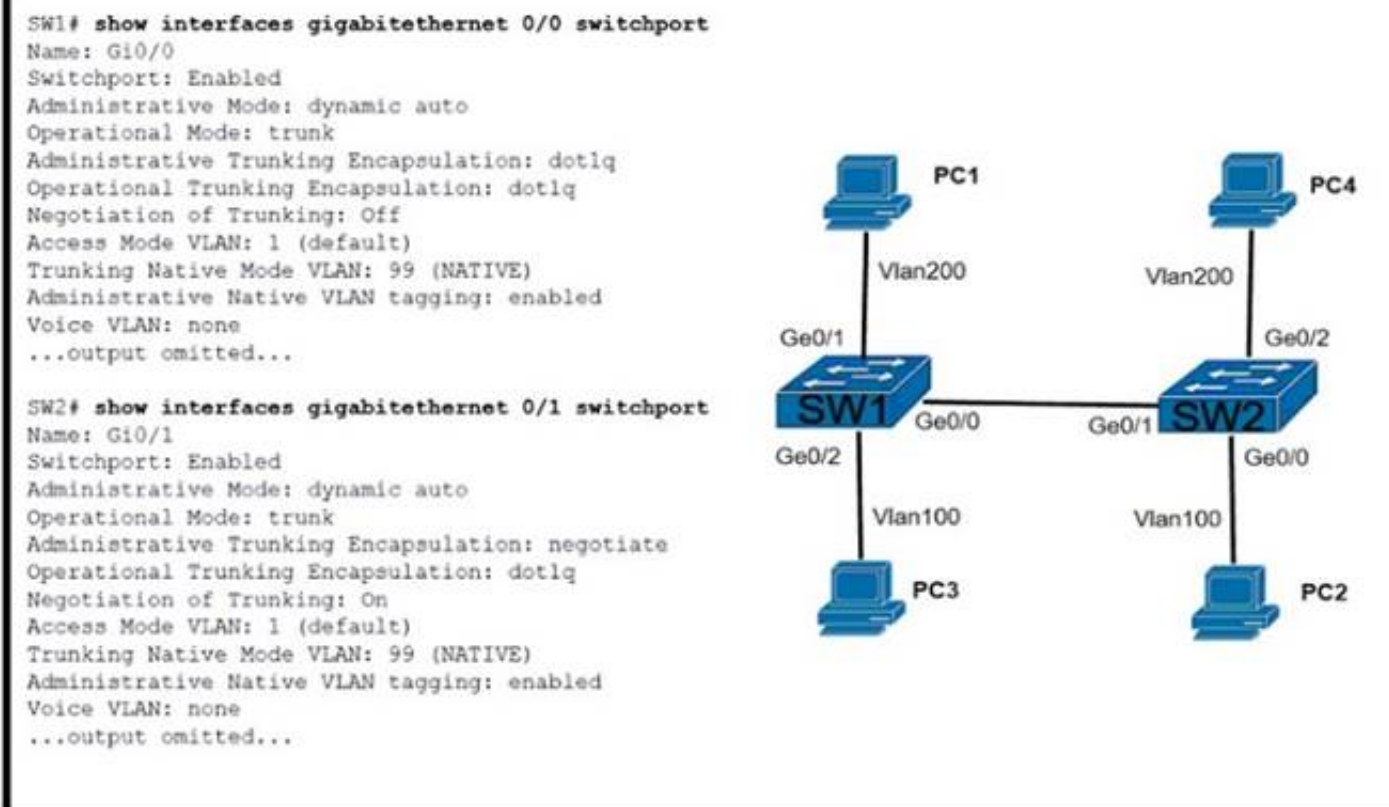 SW1# show interfaces gigabitethernet 0/0 switchport
Name: Gi0/0
Switchport: Enabled
Administrative Mode: dynamic auto
Operational Mode: trunk
Administrative Trunking Encapsulation: dot1q
Operational Trunking Encapsulation: dot1q
Negotiation of Trunking: Off
Access Mode VLAN: 1 (default)
Trunking Native Mode VLAN: 99 (NATIVE)
Administrative Native VLAN tagging: enabled
Voice VLAN: none
...output omitted...
SW2# show interfaces gigabitethernet 0/1 switchport
Name: Gi0/1
Switchport: Enabled
Administrative Mode: dynamic auto
Operational Mode: trunk
Administrative Trunking Encapsulation: negotiate
Operational Trunking Encapsulation: dot1q
Negotiation of Trunking: On
Access Mode VLAN: 1 (default)
Trunking Native Mode VLAN: 99 (NATIVE)
Administrative Native VLAN tagging: enabled
Voice VLAN: none
...output omitted...
PC1
PC4
Vlan200
Vlan200
Ge0/1
Ge0/2
SW1
SW2
Ge0/0
Ge0/1
Ge0/2
Ge0/0
Vlan100
Vlan100
PC3
PC2